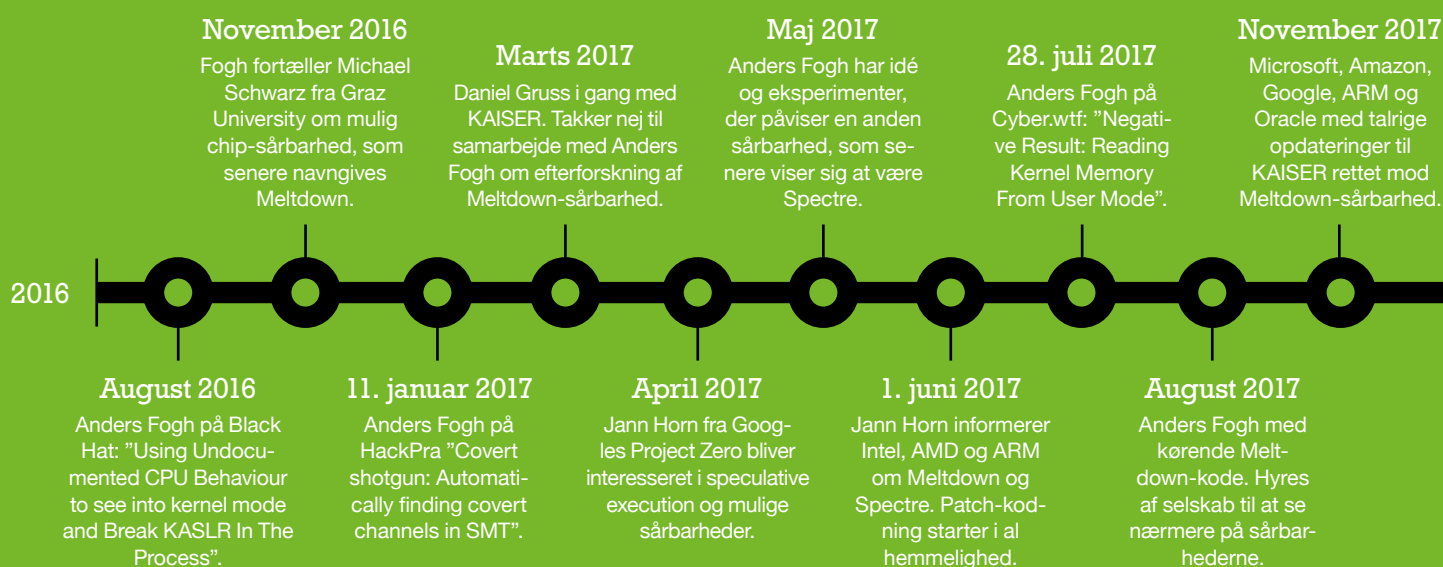 November 2016
Fogh fortæller Michael
Schwarz fra Graz
University om mulig
chip-sårbarhed, som
senere navngives
Meltdown.
Marts 2017
Daniel Gruss i gang med
KAISER. Takker nej til
samarbejde med Anders
Fogh om efterforskning af
Meltdown-sårbarhed.
Maj 2017
Anders Fogh har idé
og eksperimenter,
der påviser en anden
sårbarhed, som se-
nere viser sig at være
Spectre.
28. juli 2017
Anders Fogh på
Cyber.wtf: ”Negati-
ve Result: Reading
Kernel Memory
From User Mode”.
November 2017
Microsoft, Amazon,
Google, ARM og
Oracle med talrige
opdateringer til
KAISER rettet mod
Meltdown-sårbarhed.
2016
August 2016
Anders Fogh på Black
Hat: ”Using Undocu-
mented CPU Behaviour
to see into kernel mode
and Break KASLR In The
Process”.
11. januar 2017
Anders Fogh på
HackPra ”Covert
shotgun: Automati-
cally finding covert
channels in SMT”.
April 2017
Jann Horn fra Goog-
les Project Zero bliver
interesseret i speculative
execution og mulige
sårbarheder.
1. juni 2017
Jann Horn informerer
Intel, AMD og ARM
om Meltdown og
Spectre. Patch-kod-
ning starter i al
hemmelighed.
August 2017
Anders Fogh med
kørende Melt-
down-kode. Hyres
af selskab til at se
nærmere på sårbar-
hederne.